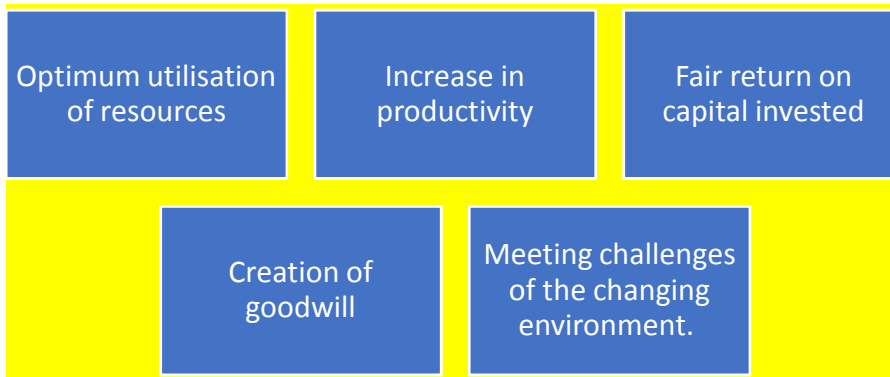 Optimum utilisation
of resources
Increase in
productivity
Fair return on
capital invested
Creation of
goodwill
Meeting challenges
of the changing
environment.